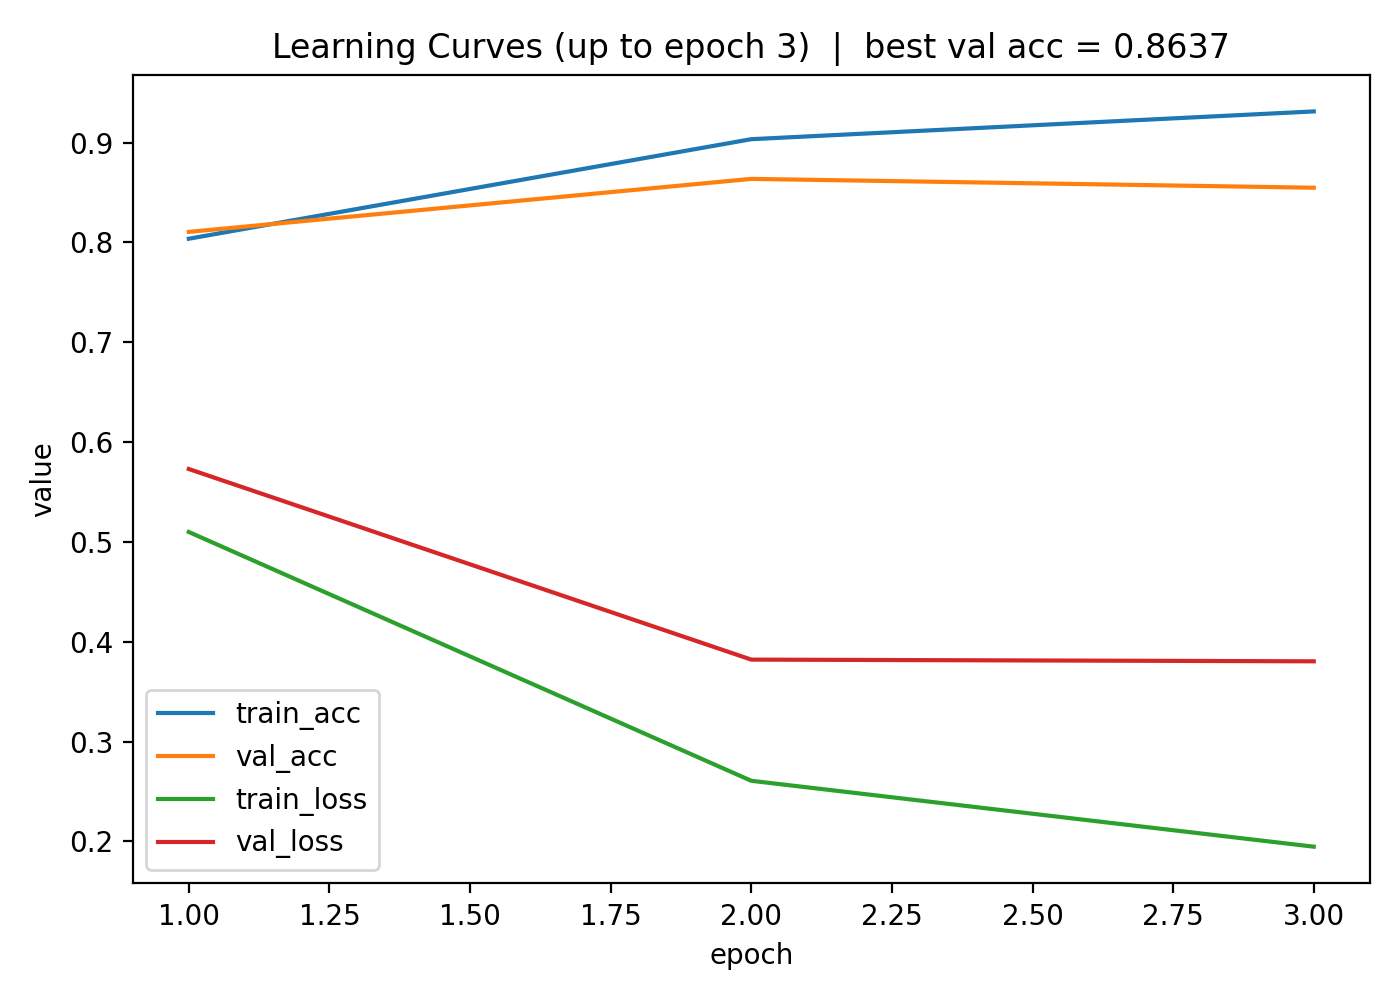 Learning Curves (up to epoch 3) | best val acc = 0.8637
value
0.9
0.8
0.7
0.6
0.5
0.4
0.3
0.2
train_acc
val_acc
train_loss
val_loss
1.00 1.25 1.50 1.75 2.00 2.25 2.50 2.75 3.00
epoch